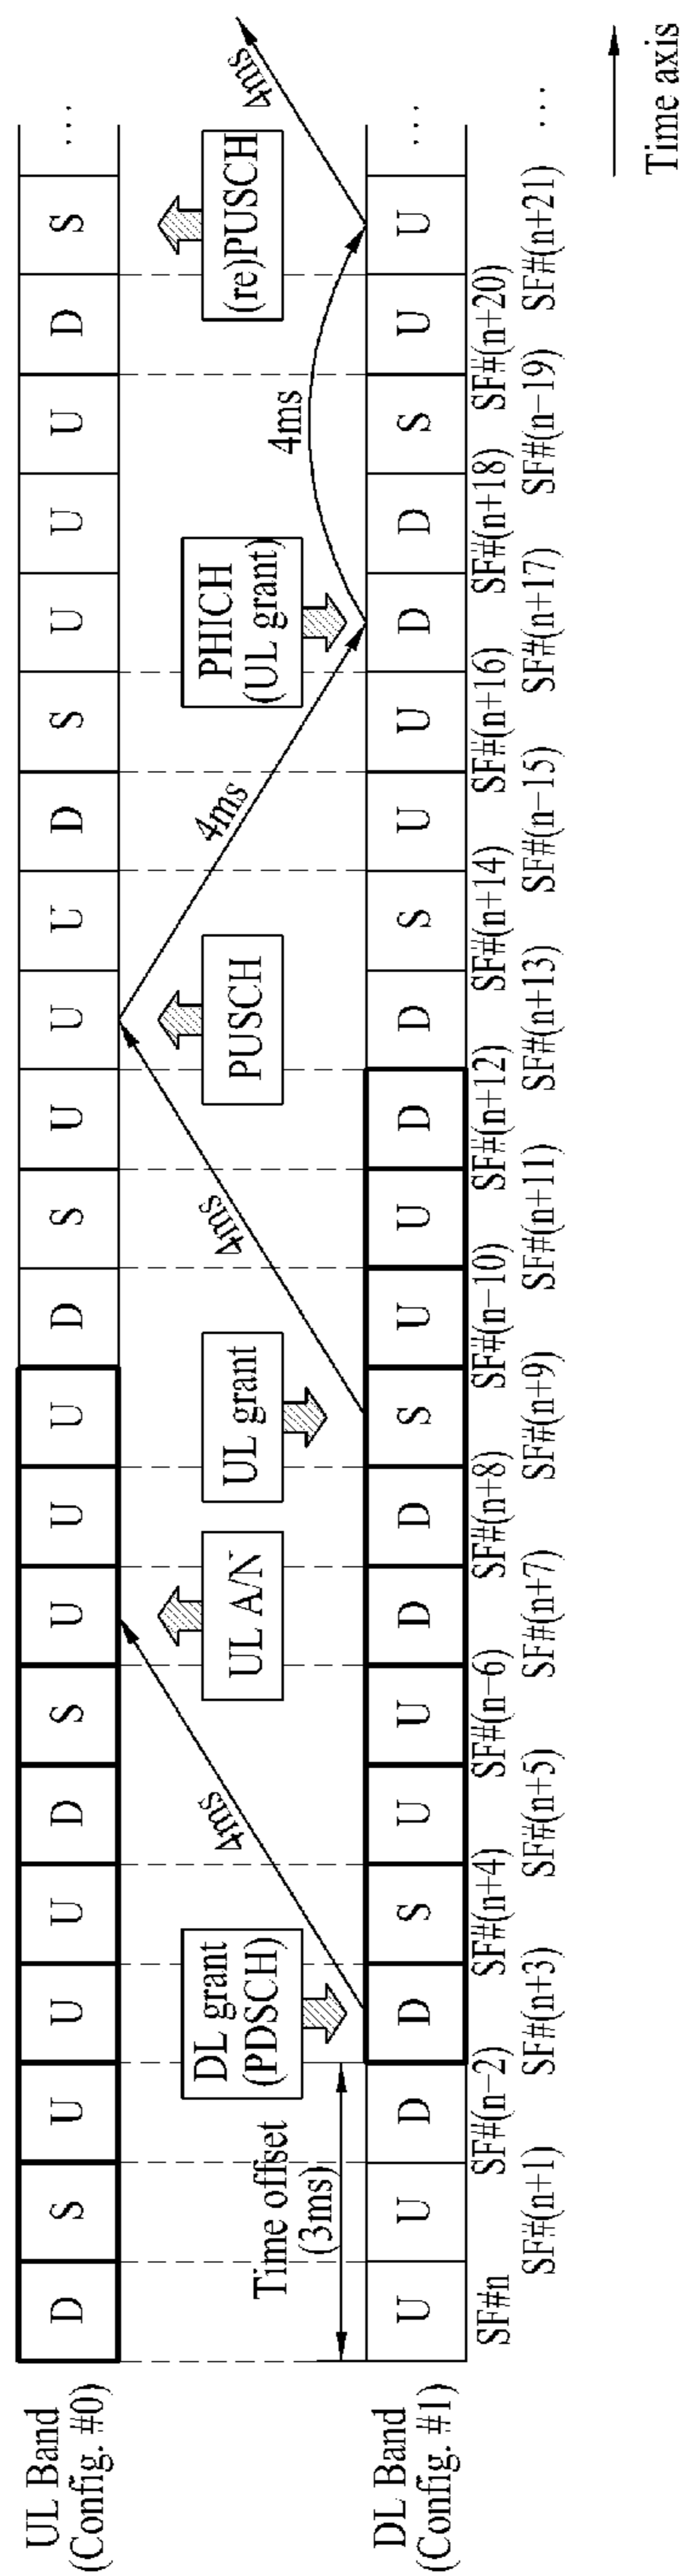 UL Band
(Config. #0)
D S U U U D S U U U D S U U U D S U U U D S ...
DL grant
(PDSCH)
4ms
UL A/N
UL grant
4ms
PUSCH
4ms
PHICH
(UL grant)
4ms
(re)PUSCH
4ms
Time offset
(3ms)
DL Band
(Config. #1)
U U D D S U U D D S U U D D S U U D D S U U ...
SF#n SF#(n−2) SF#(n+4) SF#(n−6) SF#(n+8) SF#(n−10) SF#(n+12) SF#(n+14) SF#(n+16) SF#(n+18) SF#(n+20)
SF#(n+1) SF#(n+3) SF#(n+5) SF#(n+7) SF#(n+9) SF#(n+11) SF#(n+13) SF#(n−15) SF#(n+17) SF#(n−19) SF#(n+21) ...
Time axis